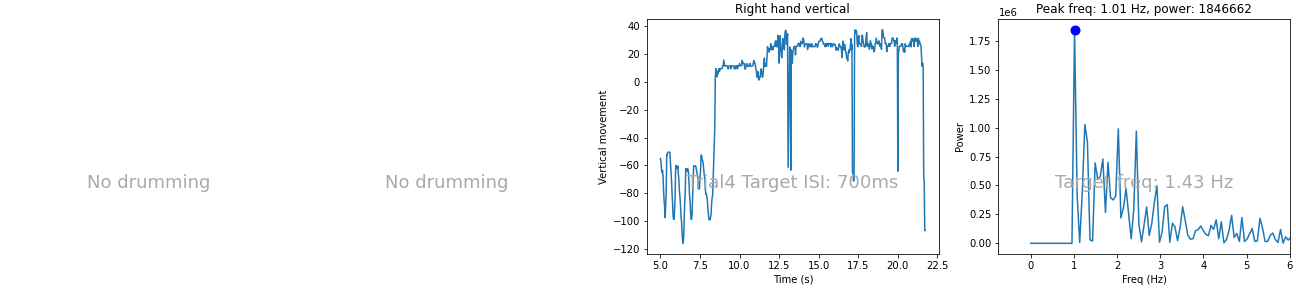 No drumming
No drumming
Right hand vertical
Vertical movement
40
20
0
−20
−40
−60
−80
−100
−120
Trial4 Target ISI: 700ms
5.0 7.5 10.0 12.5 15.0 17.5 20.0 22.5
Time (s)
Peak freq: 1.01 Hz, power: 1846662
1e6
Power
1.75
1.50
1.25
1.00
0.75
0.50
0.25
0.00
Target freq: 1.43 Hz
0 1 2 3 4 5 6
Freq (Hz)